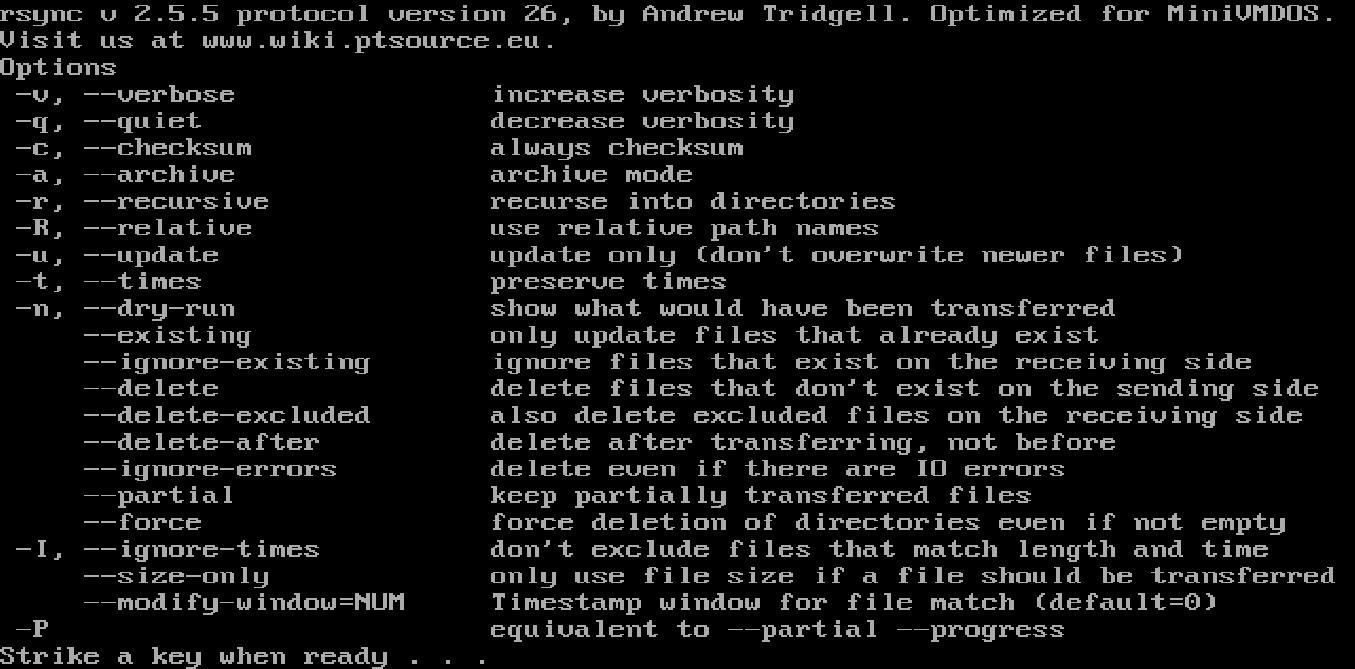 rsync v 2.5.5 protocol version 26, by Andrew Tridgell. Optimized for MiniVMDOS.
Visit us at www.wiki.ptsource.eu.
Options
 -v, --verbose               increase verbosity
 -q, --quiet                 decrease verbosity
 -c, --checksum              always checksum
 -a, --archive               archive mode
 -r, --recursive             recurse into directories
 -R, --relative              use relative path names
 -u, --update                update only (don't overwrite newer files)
 -t, --times                 preserve times
 -n, --dry-run               show what would have been transferred
     --existing              only update files that already exist
     --ignore-existing       ignore files that exist on the receiving side
     --delete                delete files that don't exist on the sending side
     --delete-excluded       also delete excluded files on the receiving side
     --delete-after          delete after transferring, not before
     --ignore-errors         delete even if there are IO errors
     --partial               keep partially transferred files
     --force                 force deletion of directories even if not empty
 -I, --ignore-times          don't exclude files that match length and time
     --size-only             only use file size if a file should be transferred
     --modify-window=NUM     Timestamp window for file match (default=0)
 -P                          equivalent to --partial --progress
Strike a key when ready . . .